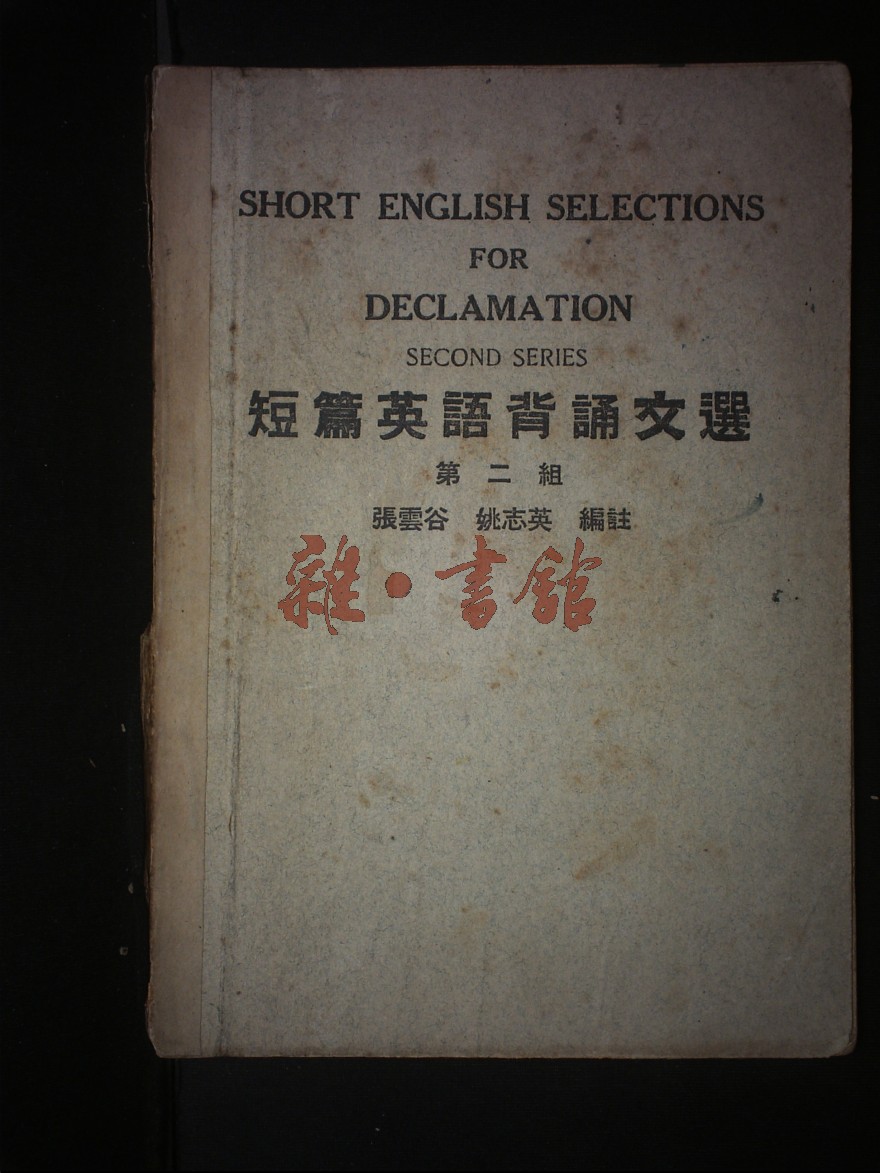 SHORT ENGLISH SELECTIONS
FOR
DECLAMATION
SECOND SERIES
短篇英語背誦文選
第二組
張雲谷 姚志英 編註
雜·書館